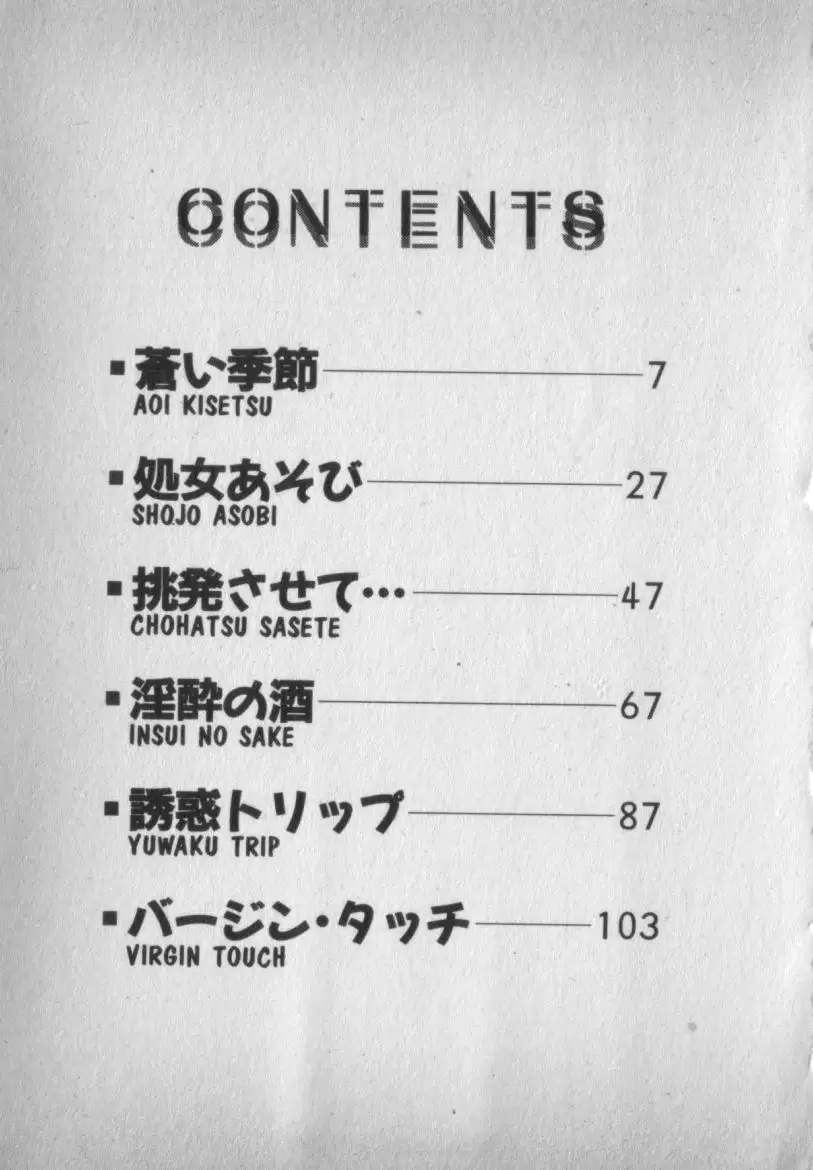 CONTENTS
■蒼い季節 7
AOI KISETSU
■処女あそび 27
SHOJO ASOBI
■挑発させて… 47
CHOHATSU SASETE
■淫酔の酒 67
INSUI NO SAKE
■誘惑トリップ 87
YUWAKU TRIP
■バージン・タッチ 103
VIRGIN TOUCH